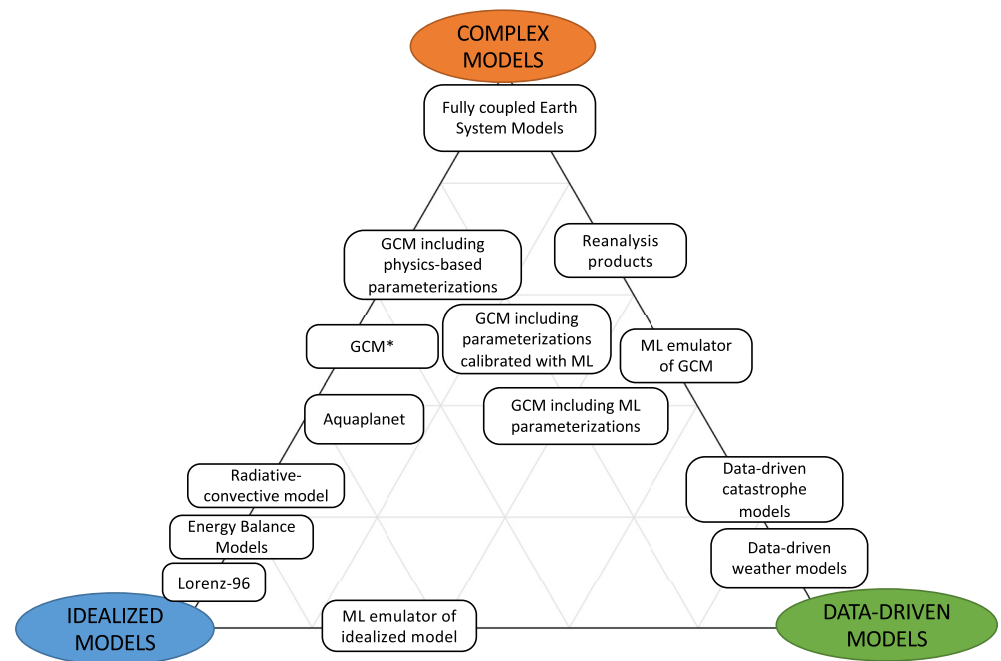 COMPLEX
MODELS
Fully coupled Earth
System Models
GCM including
physics-based
parameterizations
Reanalysis
products
GCM including
parameterizations
calibrated with ML
GCM*
ML emulator
of GCM
GCM including ML
parameterizations
Aquaplanet
Radiative-
convective model
Data-driven
catastrophe
models
Energy Balance
Models
Data-driven
weather models
Lorenz-96
IDEALIZED
MODELS
ML emulator of
idealized model
DATA-DRIVEN
MODELS